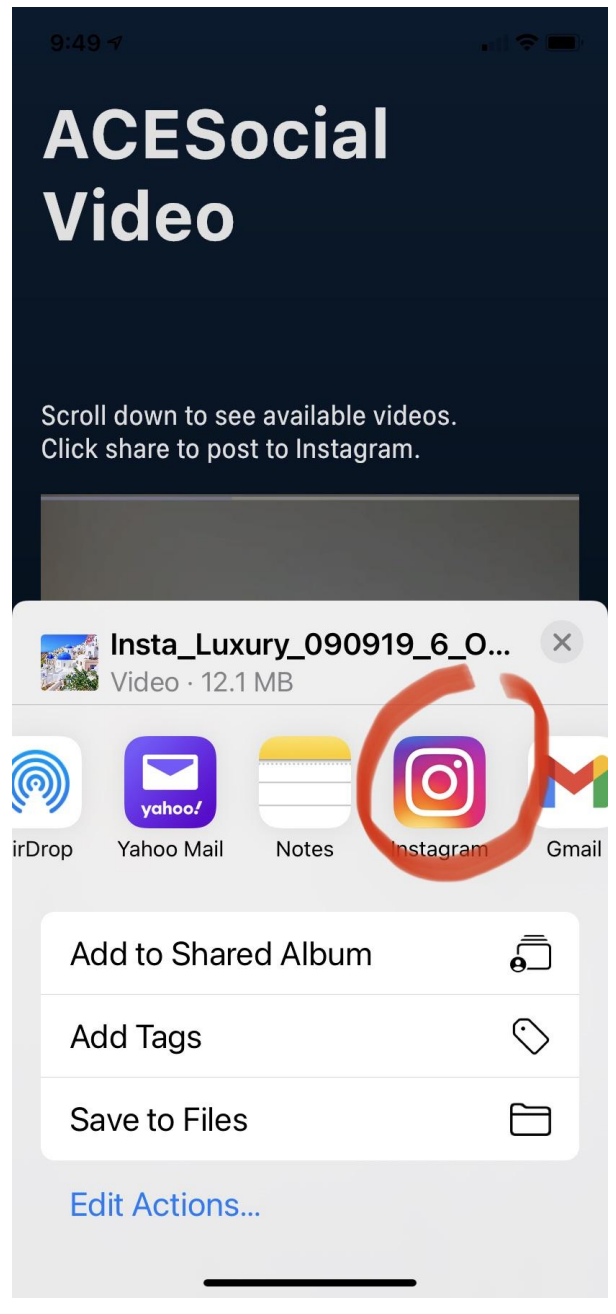 9:49
ACESocial
Video
Scroll down to see available videos.
Click share to post to Instagram.
Insta_Luxury_090919_6_O...
Video · 12.1 MB
yahoo!
irDrop Yahoo Mail Notes Instagram Gmail
Add to Shared Album
Add Tags
Save to Files
Edit Actions...